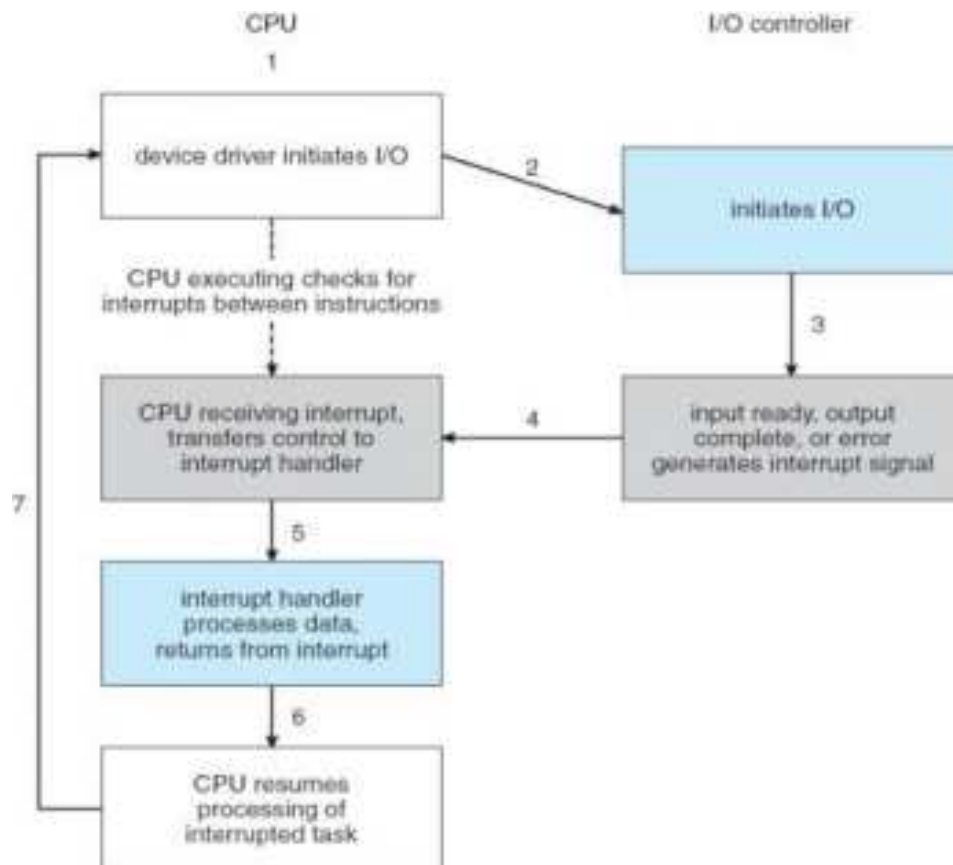 CPU
I/O controller
1
device driver initiates I/O
2
initiates I/O
CPU executing checks for
interrupts between instructions
3
CPU receiving interrupt,
transfers control to
interrupt handler
4
input ready, output
complete, or error
generates interrupt signal
7
5
interrupt handler
processes data,
returns from interrupt
6
CPU resumes
processing of
interrupted task